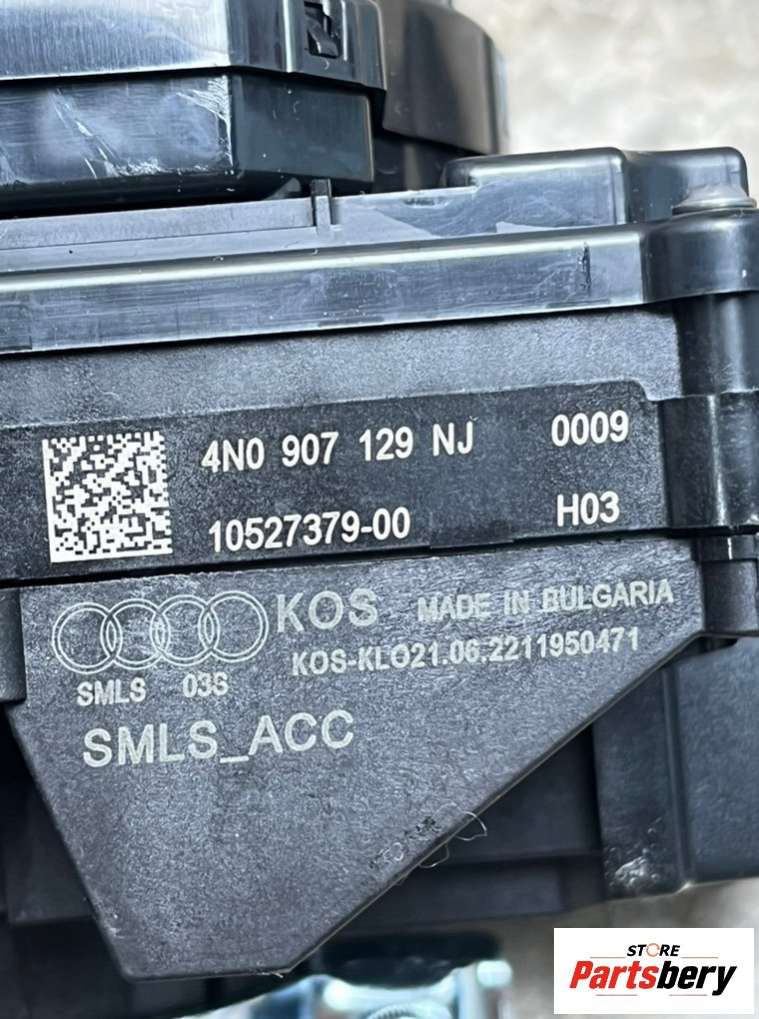 4N0 907 129 NJ 0009
10527379-00 H03
KOS MADE IN BULGARIA
KOS-KLO21.06.2211950471
SMLS 03S
SMLS_ACC
STORE
Partsbery